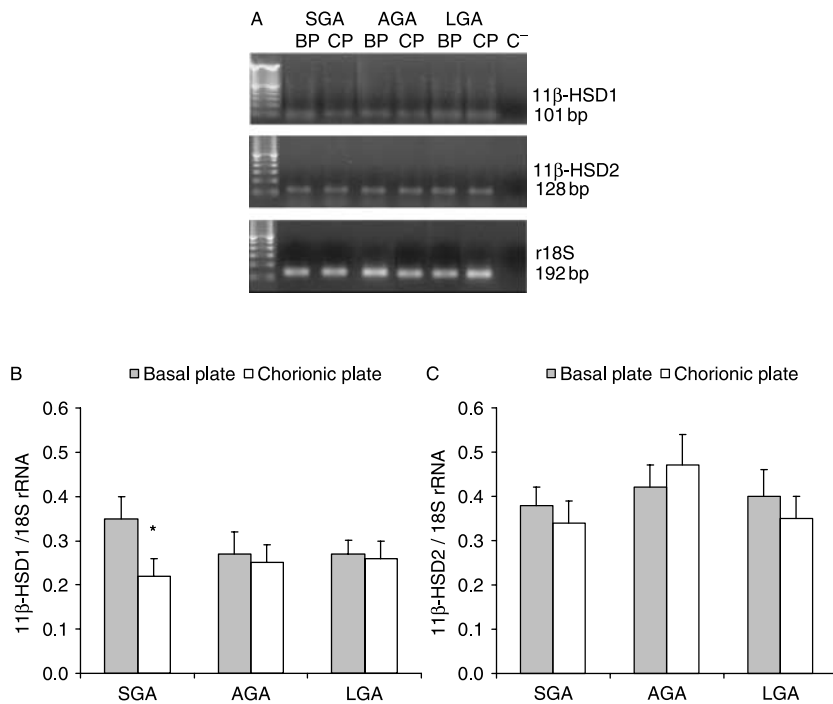 A SGA AGA LGA
BP CP BP CP BP CP C⁻
11β-HSD1
101 bp
11β-HSD2
128 bp
r18S
192 bp
B Basal plate Chorionic plate
11β-HSD1 /18S rRNA
0.6
0.5
0.4
0.3
0.2
0.1
0.0
*
SGA AGA LGA
C Basal plate Chorionic plate
11β-HSD2 / 18S rRNA
0.6
0.5
0.4
0.3
0.2
0.1
0.0
SGA AGA LGA